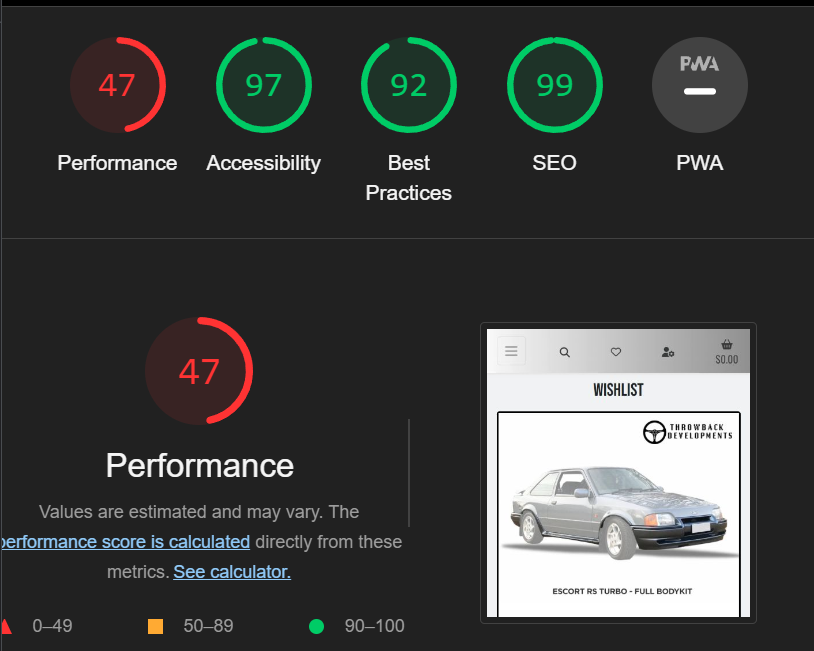 47
97
92
99
PWA
Performance
Accessibility
Best
Practices
SEO
PWA
47
Performance
Values are estimated and may vary. The
performance score is calculated directly from these
metrics. See calculator.
0–49
50–89
90–100
$0.00
WISHLIST
THROWBACK
DEVELOPMENTS
ESCORT RS TURBO - FULL BODYKIT